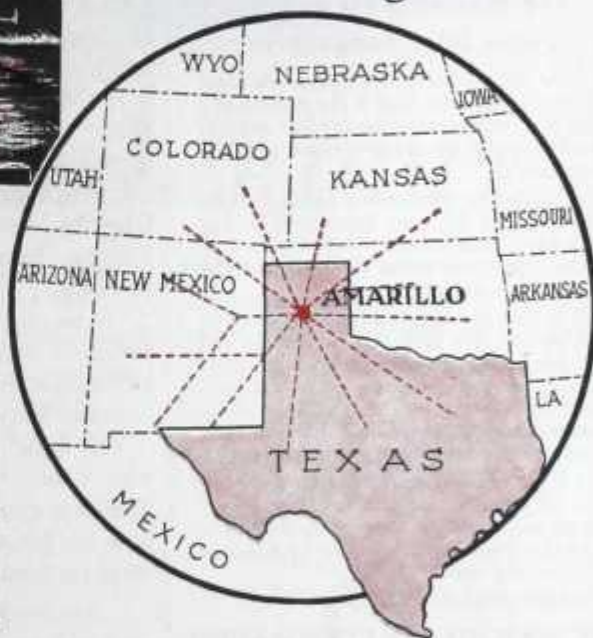 WYO
NEBRASKA
IOWA
COLORADO
KANSAS
UTAH
MISSOURI
ARIZONA
NEW MEXICO
AMARILLO
ARKANSAS
LA
TEXAS
MEXICO